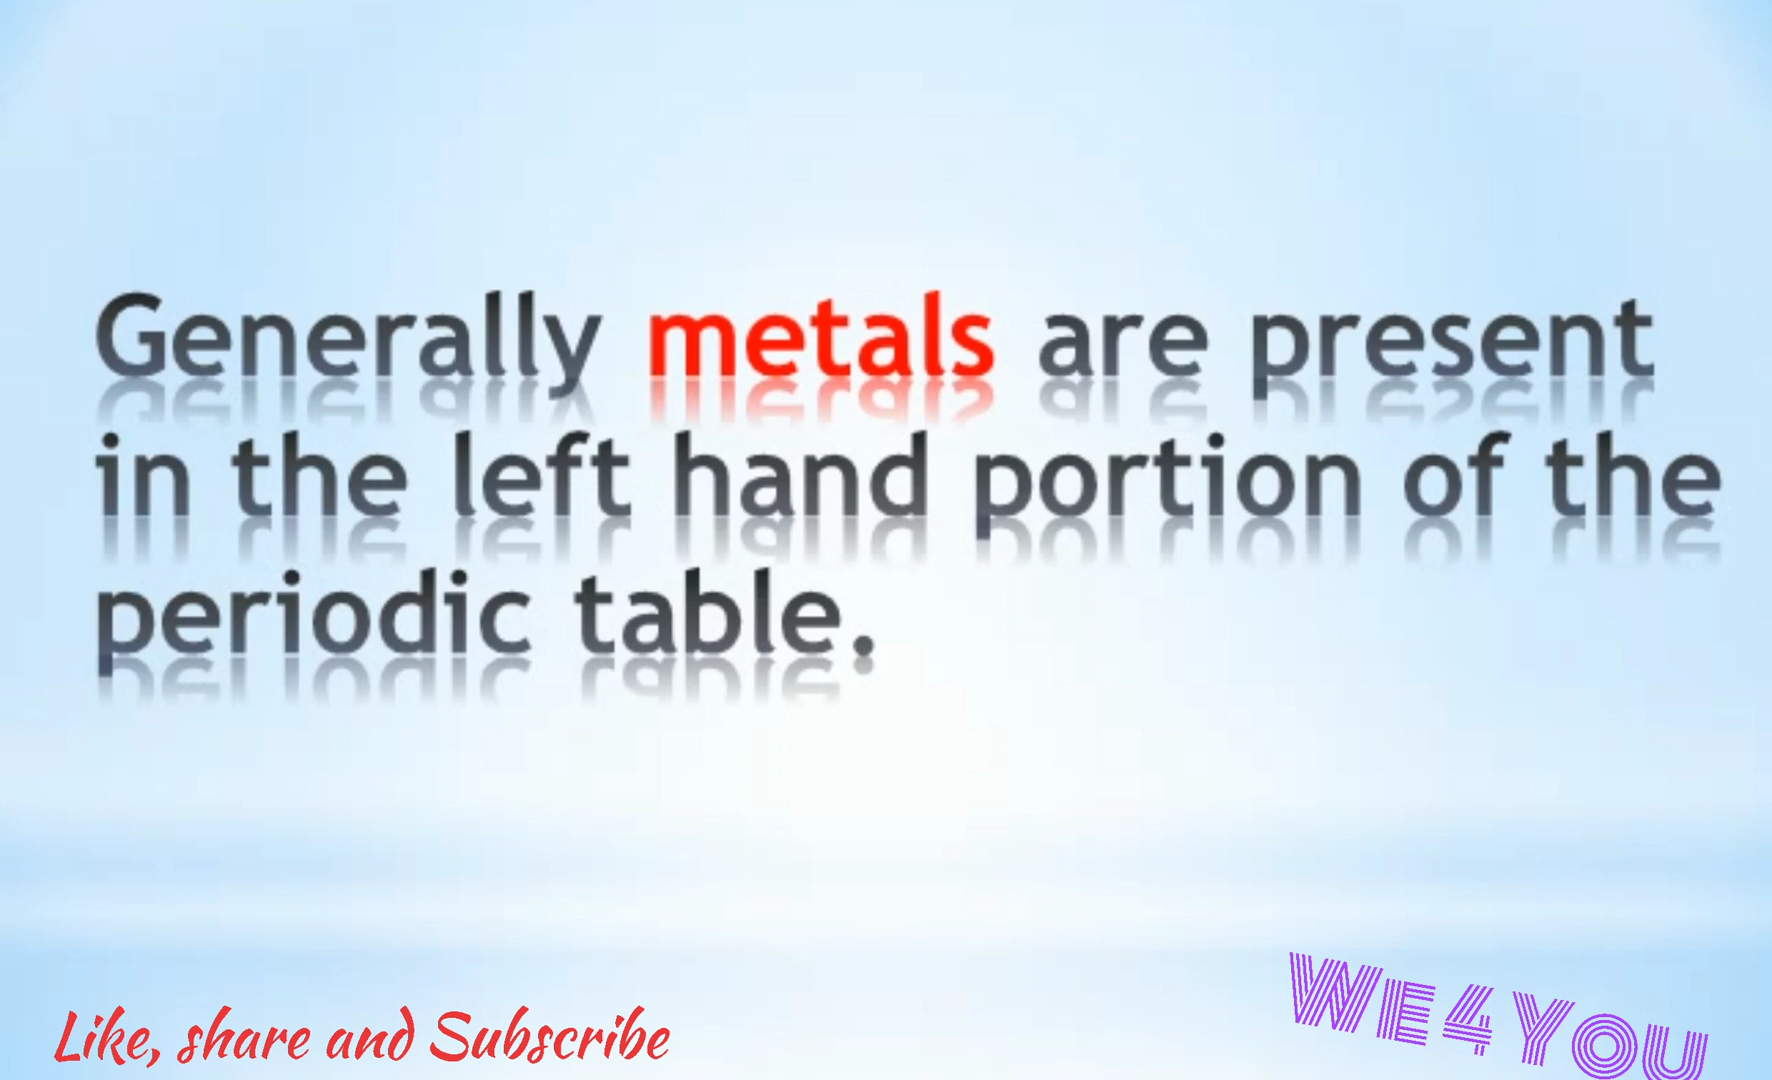 Generally metals are present
in the left hand portion of the
periodic table.
Like, share and Subscribe
WE4YOU